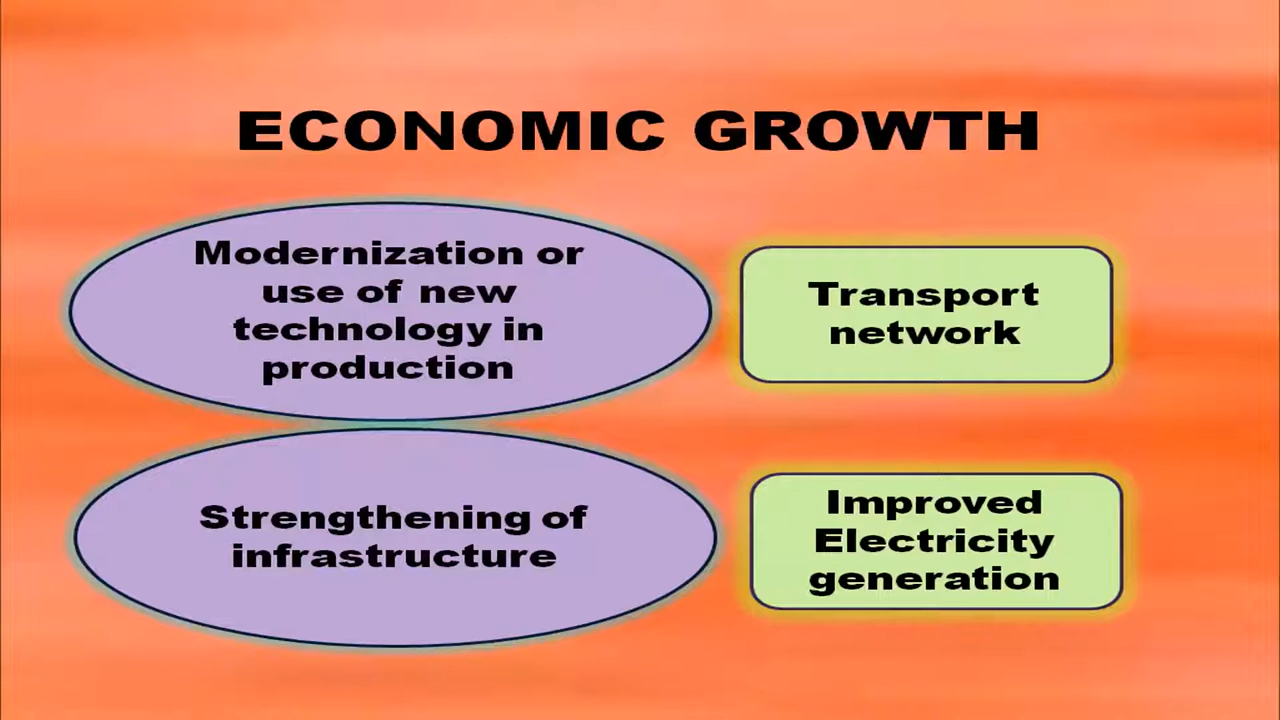 ECONOMIC GROWTH
Modernization or
use of new
technology in
production
Transport
network
Strengthening of
infrastructure
Improved
Electricity
generation